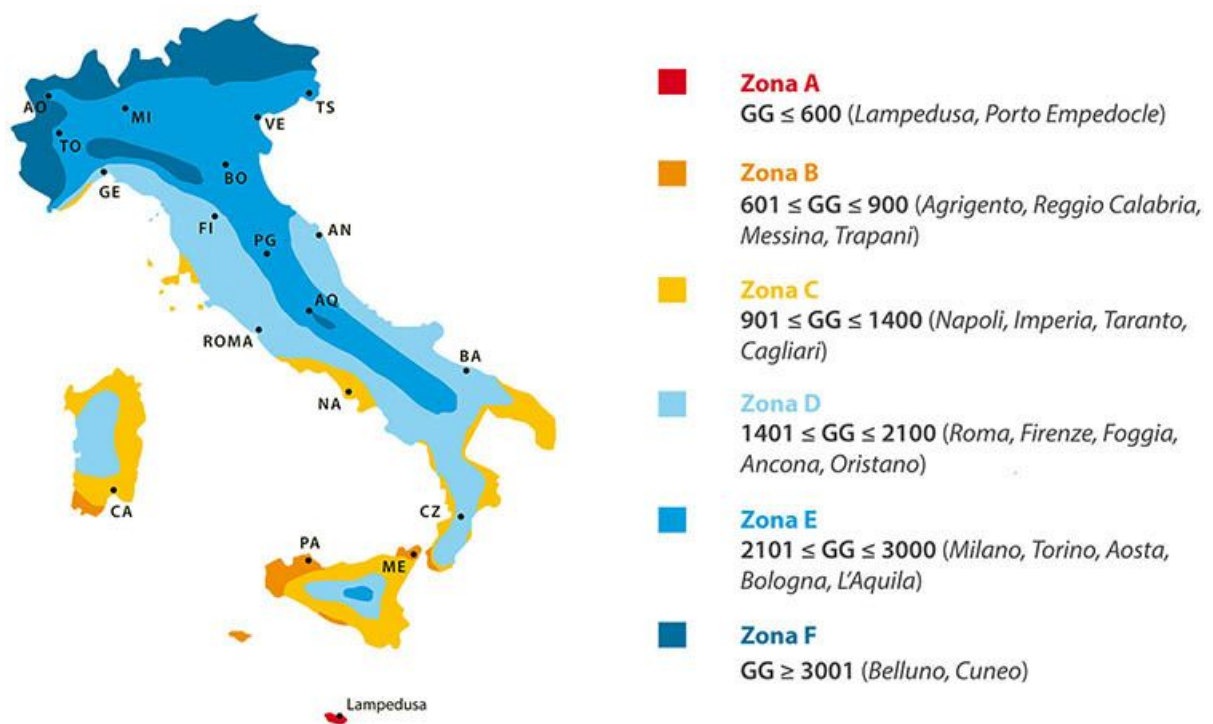 AO
MI
TS
VE
TO
GE
BO
FI
AN
PG
AQ
ROMA
BA
NA
CA
CZ
PA
ME
Lampedusa
Zona A
GG ≤ 600 (Lampedusa, Porto Empedocle)
Zona B
601 ≤ GG ≤ 900 (Agrigento, Reggio Calabria,
Messina, Trapani)
Zona C
901 ≤ GG ≤ 1400 (Napoli, Imperia, Taranto,
Cagliari)
Zona D
1401 ≤ GG ≤ 2100 (Roma, Firenze, Foggia,
Ancona, Oristano)
Zona E
2101 ≤ GG ≤ 3000 (Milano, Torino, Aosta,
Bologna, L'Aquila)
Zona F
GG ≥ 3001 (Belluno, Cuneo)